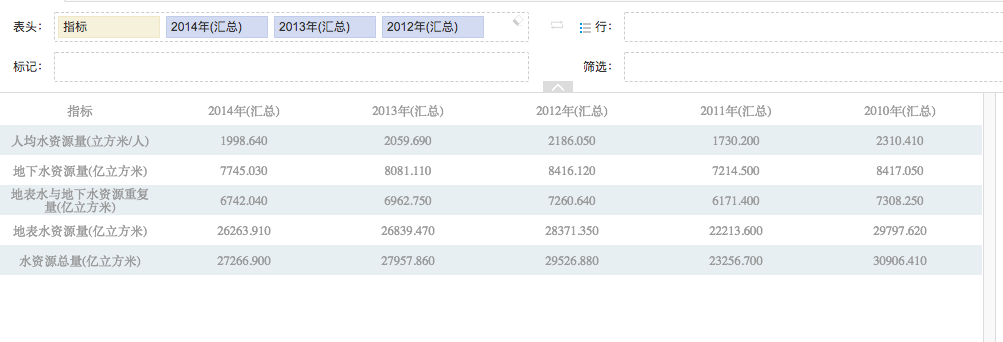 表头： 指标 2014年(汇总) 2013年(汇总) 2012年(汇总) 行：
标记： 筛选：
指标 2014年(汇总) 2013年(汇总) 2012年(汇总) 2011年(汇总) 2010年(汇总)
人均水资源量(立方米/人) 1998.640 2059.690 2186.050 1730.200 2310.410
地下水资源量(亿立方米) 7745.030 8081.110 8416.120 7214.500 8417.050
地表水与地下水资源重复
量(亿立方米) 6742.040 6962.750 7260.640 6171.400 7308.250
地表水资源量(亿立方米) 26263.910 26839.470 28371.350 22213.600 29797.620
水资源总量(亿立方米) 27266.900 27957.860 29526.880 23256.700 30906.410